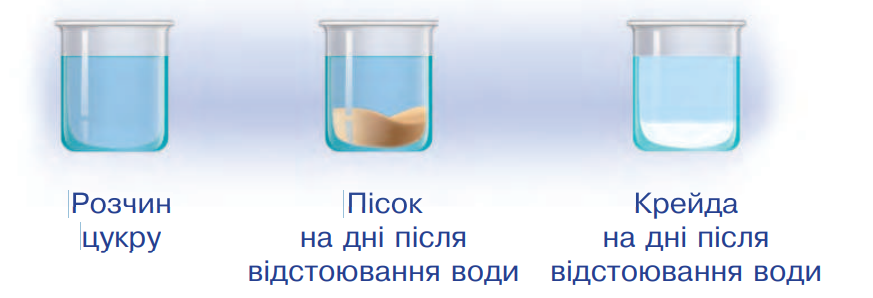 Розчин
цукру
Пісок
на дні після
відстоювання води
Крейда
на дні після
відстоювання води